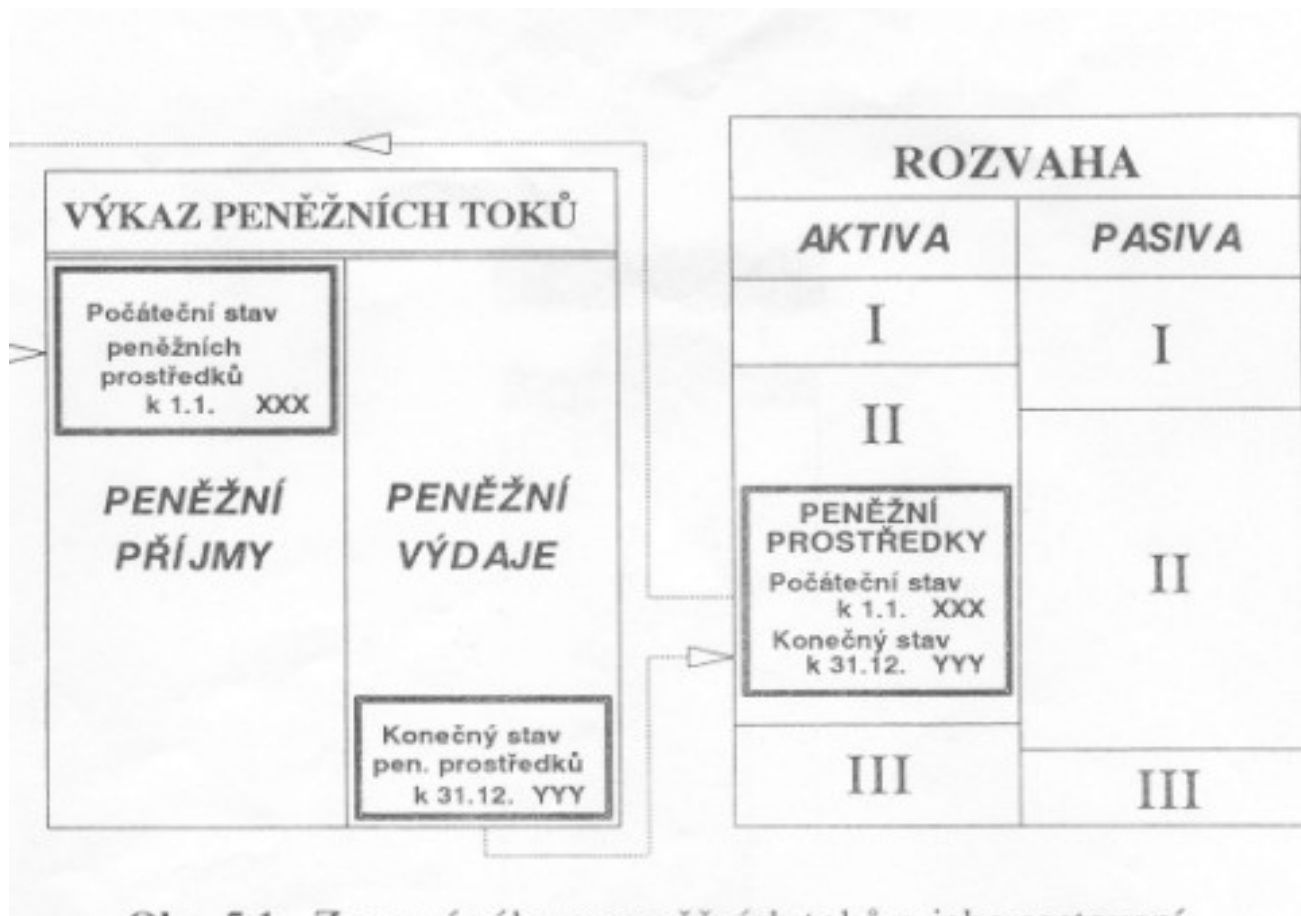 VÝKAZ PENĚŽNÍCH TOKŮ
Počáteční stav
peněžních
prostředků
k 1.1. XXX
PENĚŽNÍ
PŘÍJMY
PENĚŽNÍ
VÝDAJE
Konečný stav
pen. prostředků
k 31.12. YYY
ROZVAHA
AKTIVA
PASIVA
I
II
PENĚŽNÍ
PROSTŘEDKY
Počáteční stav
k 1.1. XXX
Konečný stav
k 31.12. YYY
III
I
II
III